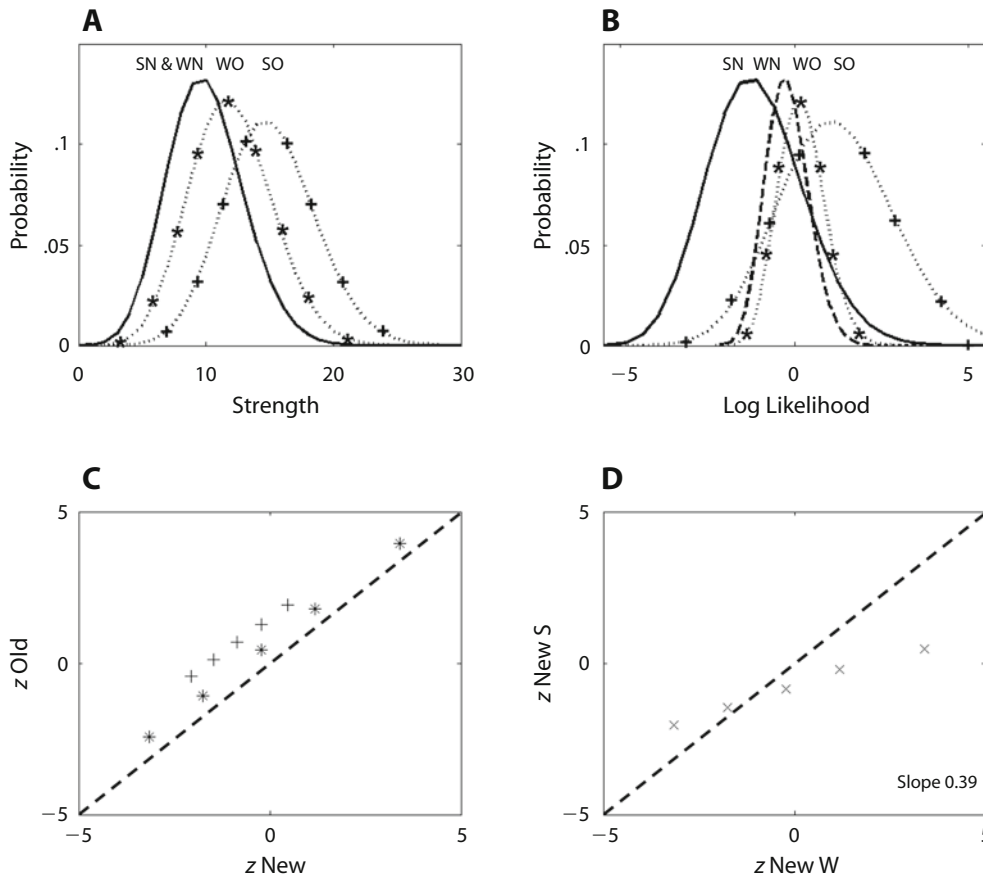 A
SN & WN WO SO
Probability
.1
.05
0
0 10 20 30
Strength
B
SN WN WO SO
Probability
.1
.05
0
−5 0 5
Log Likelihood
C
5
0
−5
z Old
−5 0 5
z New
D
5
0
−5
z New S
Slope 0.39
−5 0 5
z New W